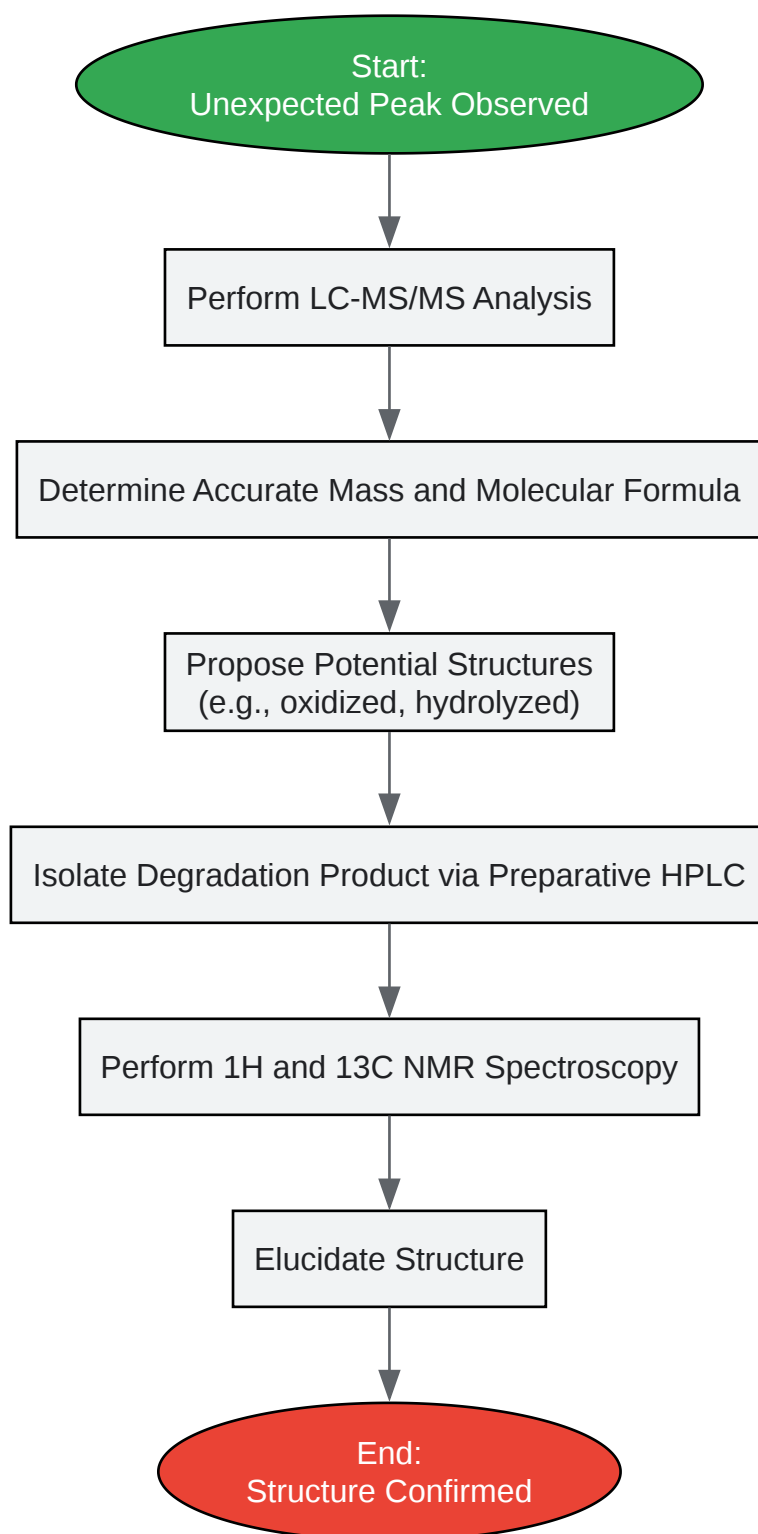 Start:
Unexpected Peak Observed
Perform LC-MS/MS Analysis
Determine Accurate Mass and Molecular Formula
Propose Potential Structures
(e.g., oxidized, hydrolyzed)
Isolate Degradation Product via Preparative HPLC
Perform 1H and 13C NMR Spectroscopy
Elucidate Structure
End:
Structure Confirmed